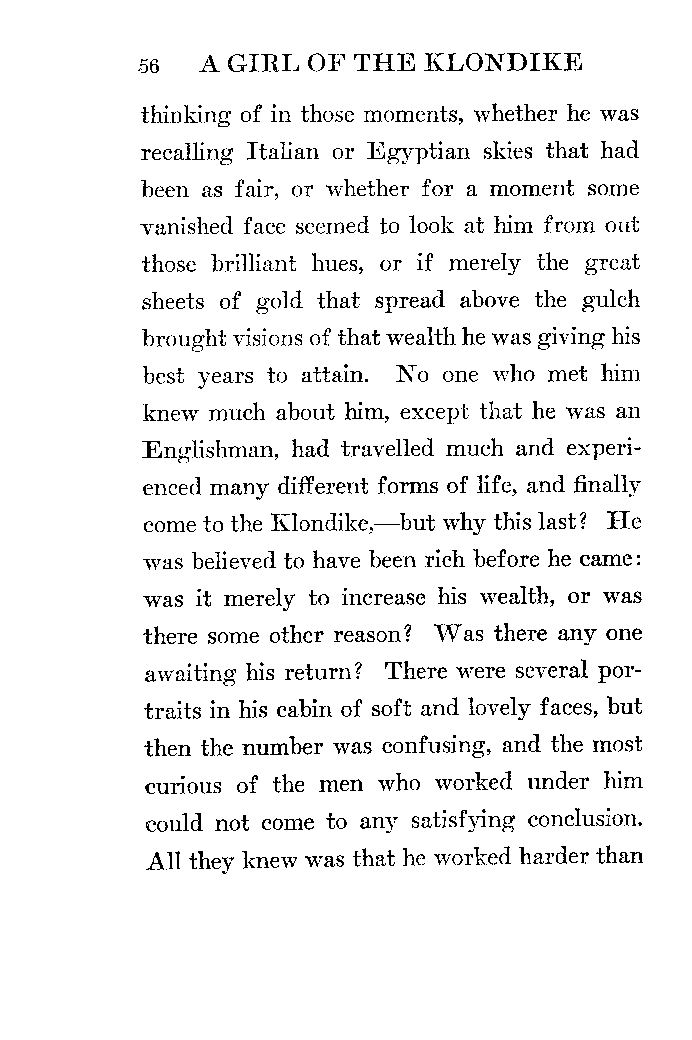 56 A GIRL OF THE KLONDIKE
thinking of in those moments, whether he was
recalling Italian or Egyptian skies that had
been as fair, or whether for a moment some
vanished face seemed to look at him from out
those brilliant hues, or if merely the great
sheets of gold that spread above the gulch
brought visions of that wealth he was giving his
best years to attain. No one who met him
knew much about him, except that he was an
Englishman, had travelled much and experi-
enced many different forms of life, and finally
come to the Klondike,—but why this last? He
was believed to have been rich before he came:
was it merely to increase his wealth, or was
there some other reason? Was there any one
awaiting his return? There were several por-
traits in his cabin of soft and lovely faces, but
then the number was confusing, and the most
curious of the men who worked under him
could not come to any satisfying conclusion.
All they knew was that he worked harder than